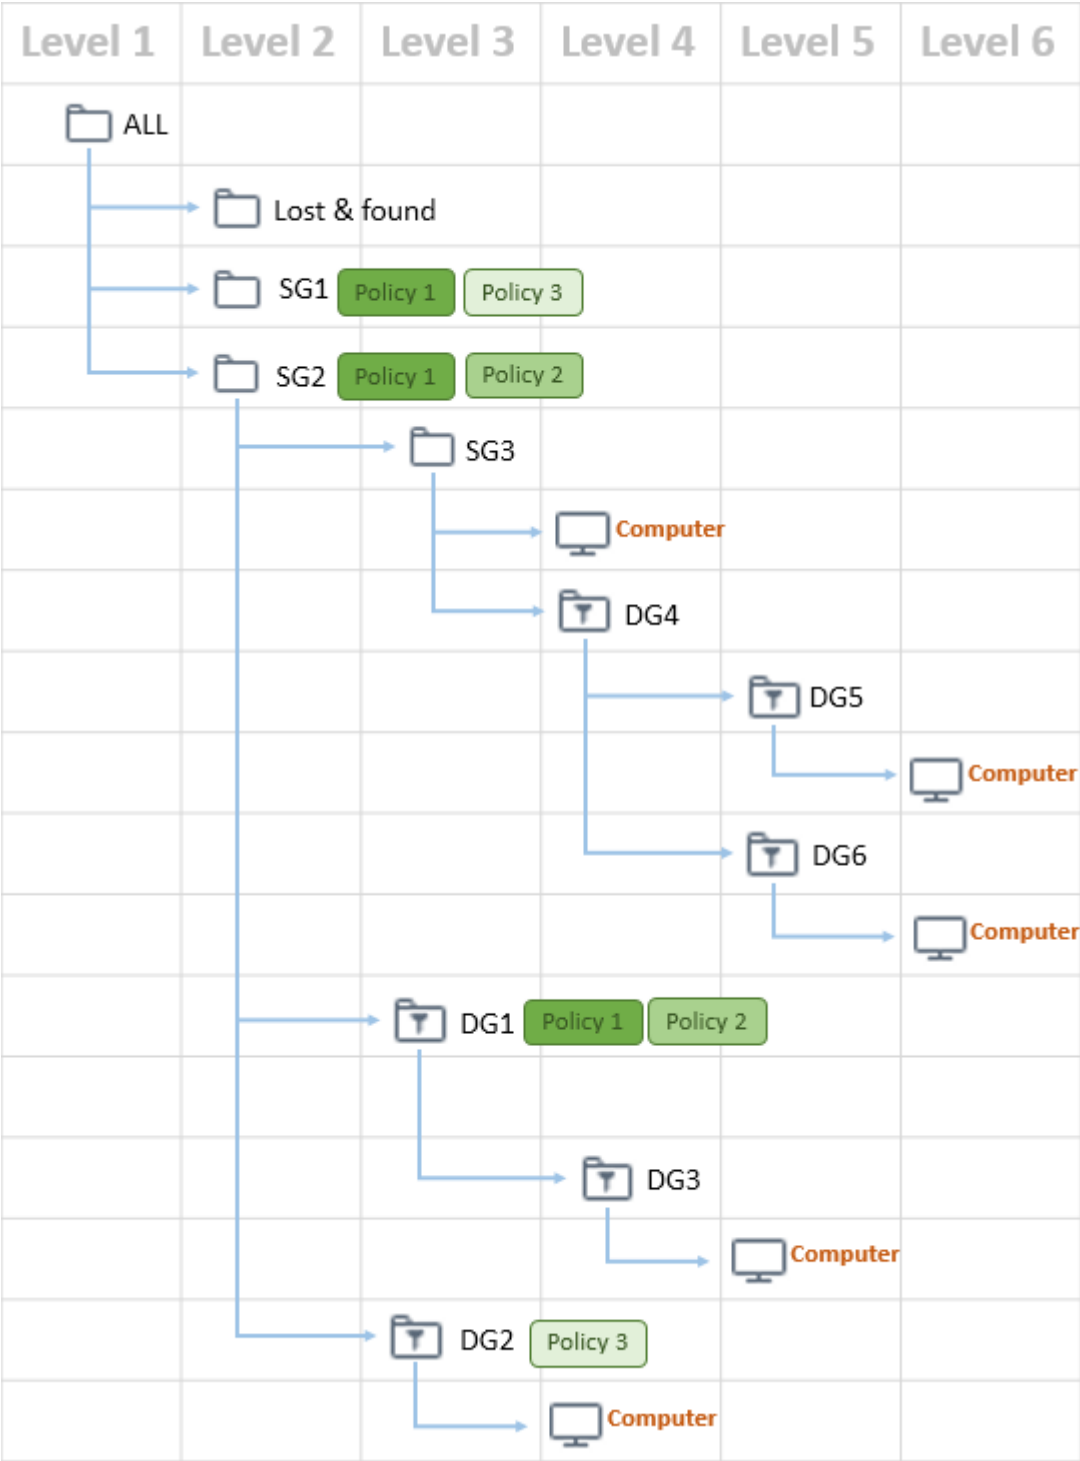 Level 1 Level 2 Level 3 Level 4 Level 5 Level 6
ALL
Lost & found
SG1 Policy 1 Policy 3
SG2 Policy 1 Policy 2
SG3
Computer
DG4
DG5
Computer
DG6
Computer
DG1 Policy 1 Policy 2
DG3
Computer
DG2 Policy 3
Computer